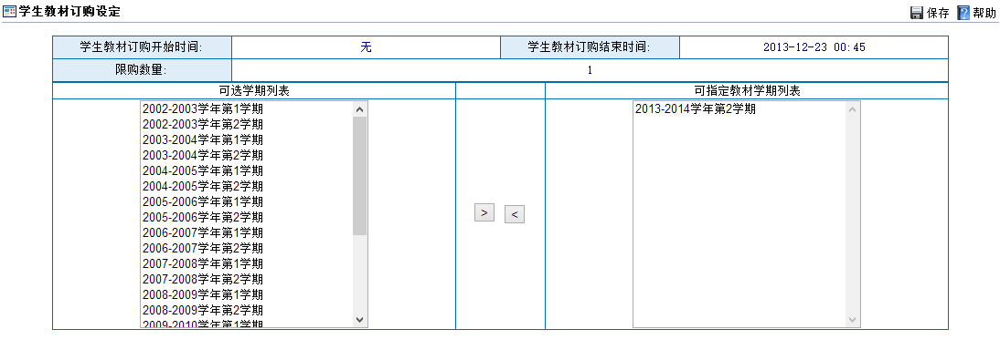 学生教材订购设定 保存 帮助
学生教材订购开始时间: 无 学生教材订购结束时间: 2013-12-23 00:45
限购数量: 1
可选学期列表 可指定教材学期列表
2002-2003学年第1学期 2013-2014学年第2学期
2002-2003学年第2学期
2003-2004学年第1学期
2003-2004学年第2学期
2004-2005学年第1学期
2004-2005学年第2学期
2005-2006学年第1学期
2005-2006学年第2学期
> <
2006-2007学年第1学期
2006-2007学年第2学期
2007-2008学年第1学期
2007-2008学年第2学期
2008-2009学年第1学期
2008-2009学年第2学期
2009-2010学年第1学期